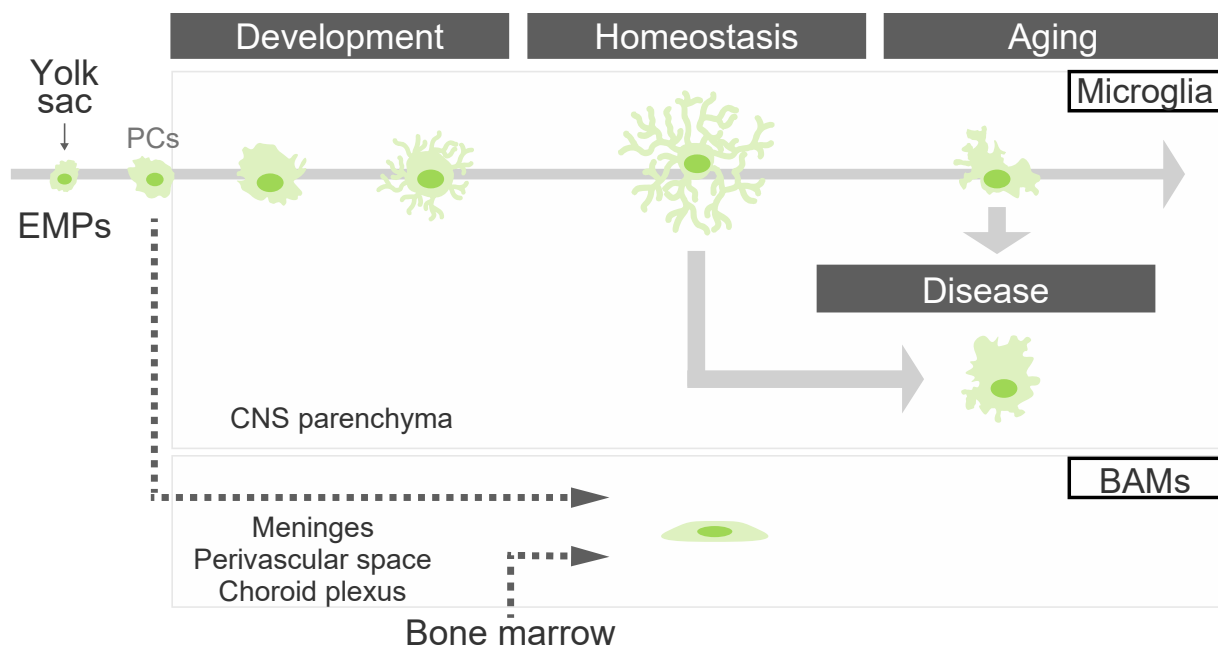 Development
Homeostasis
Aging
Yolk
sac
Microglia
PCs
EMPs
Disease
CNS parenchyma
BAMs
Meninges
Perivascular space
Choroid plexus
Bone marrow